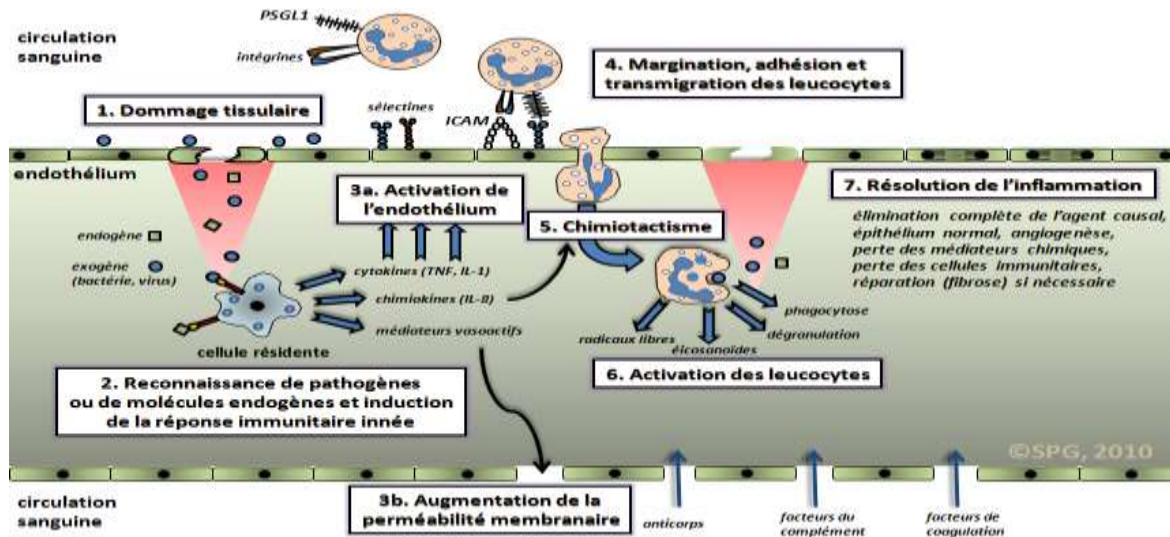 circulation
sanguine
PSGL1
intégrines
4. Margination, adhésion et
transmigration des leucocytes
1. Dommage tissulaire
sélectines
ICAM
endothélium
3a. Activation de
l'endothélium
7. Résolution de l'inflammation
élimination complète de l'agent causal,
épithélium normal, angiogenèse,
perte des médiateurs chimiques,
perte des cellules immunitaires,
réparation (fibrose) si nécessaire
5. Chimiotactisme
endogène
exogène
(bactérie, virus)
cytokines (TNF, IL-1)
chimiokines (IL-8)
médiateurs vasoactifs
cellule résidente
phagocytose
dégranulation
radicaux libres
éicosanoïdes
6. Activation des leucocytes
2. Reconnaissance de pathogènes
ou de molécules endogènes et induction
de la réponse immunitaire innée
©SPG, 2010
circulation
sanguine
3b. Augmentation de la
perméabilité membranaire
anticorps
facteurs du
complément
facteurs de
coagulation